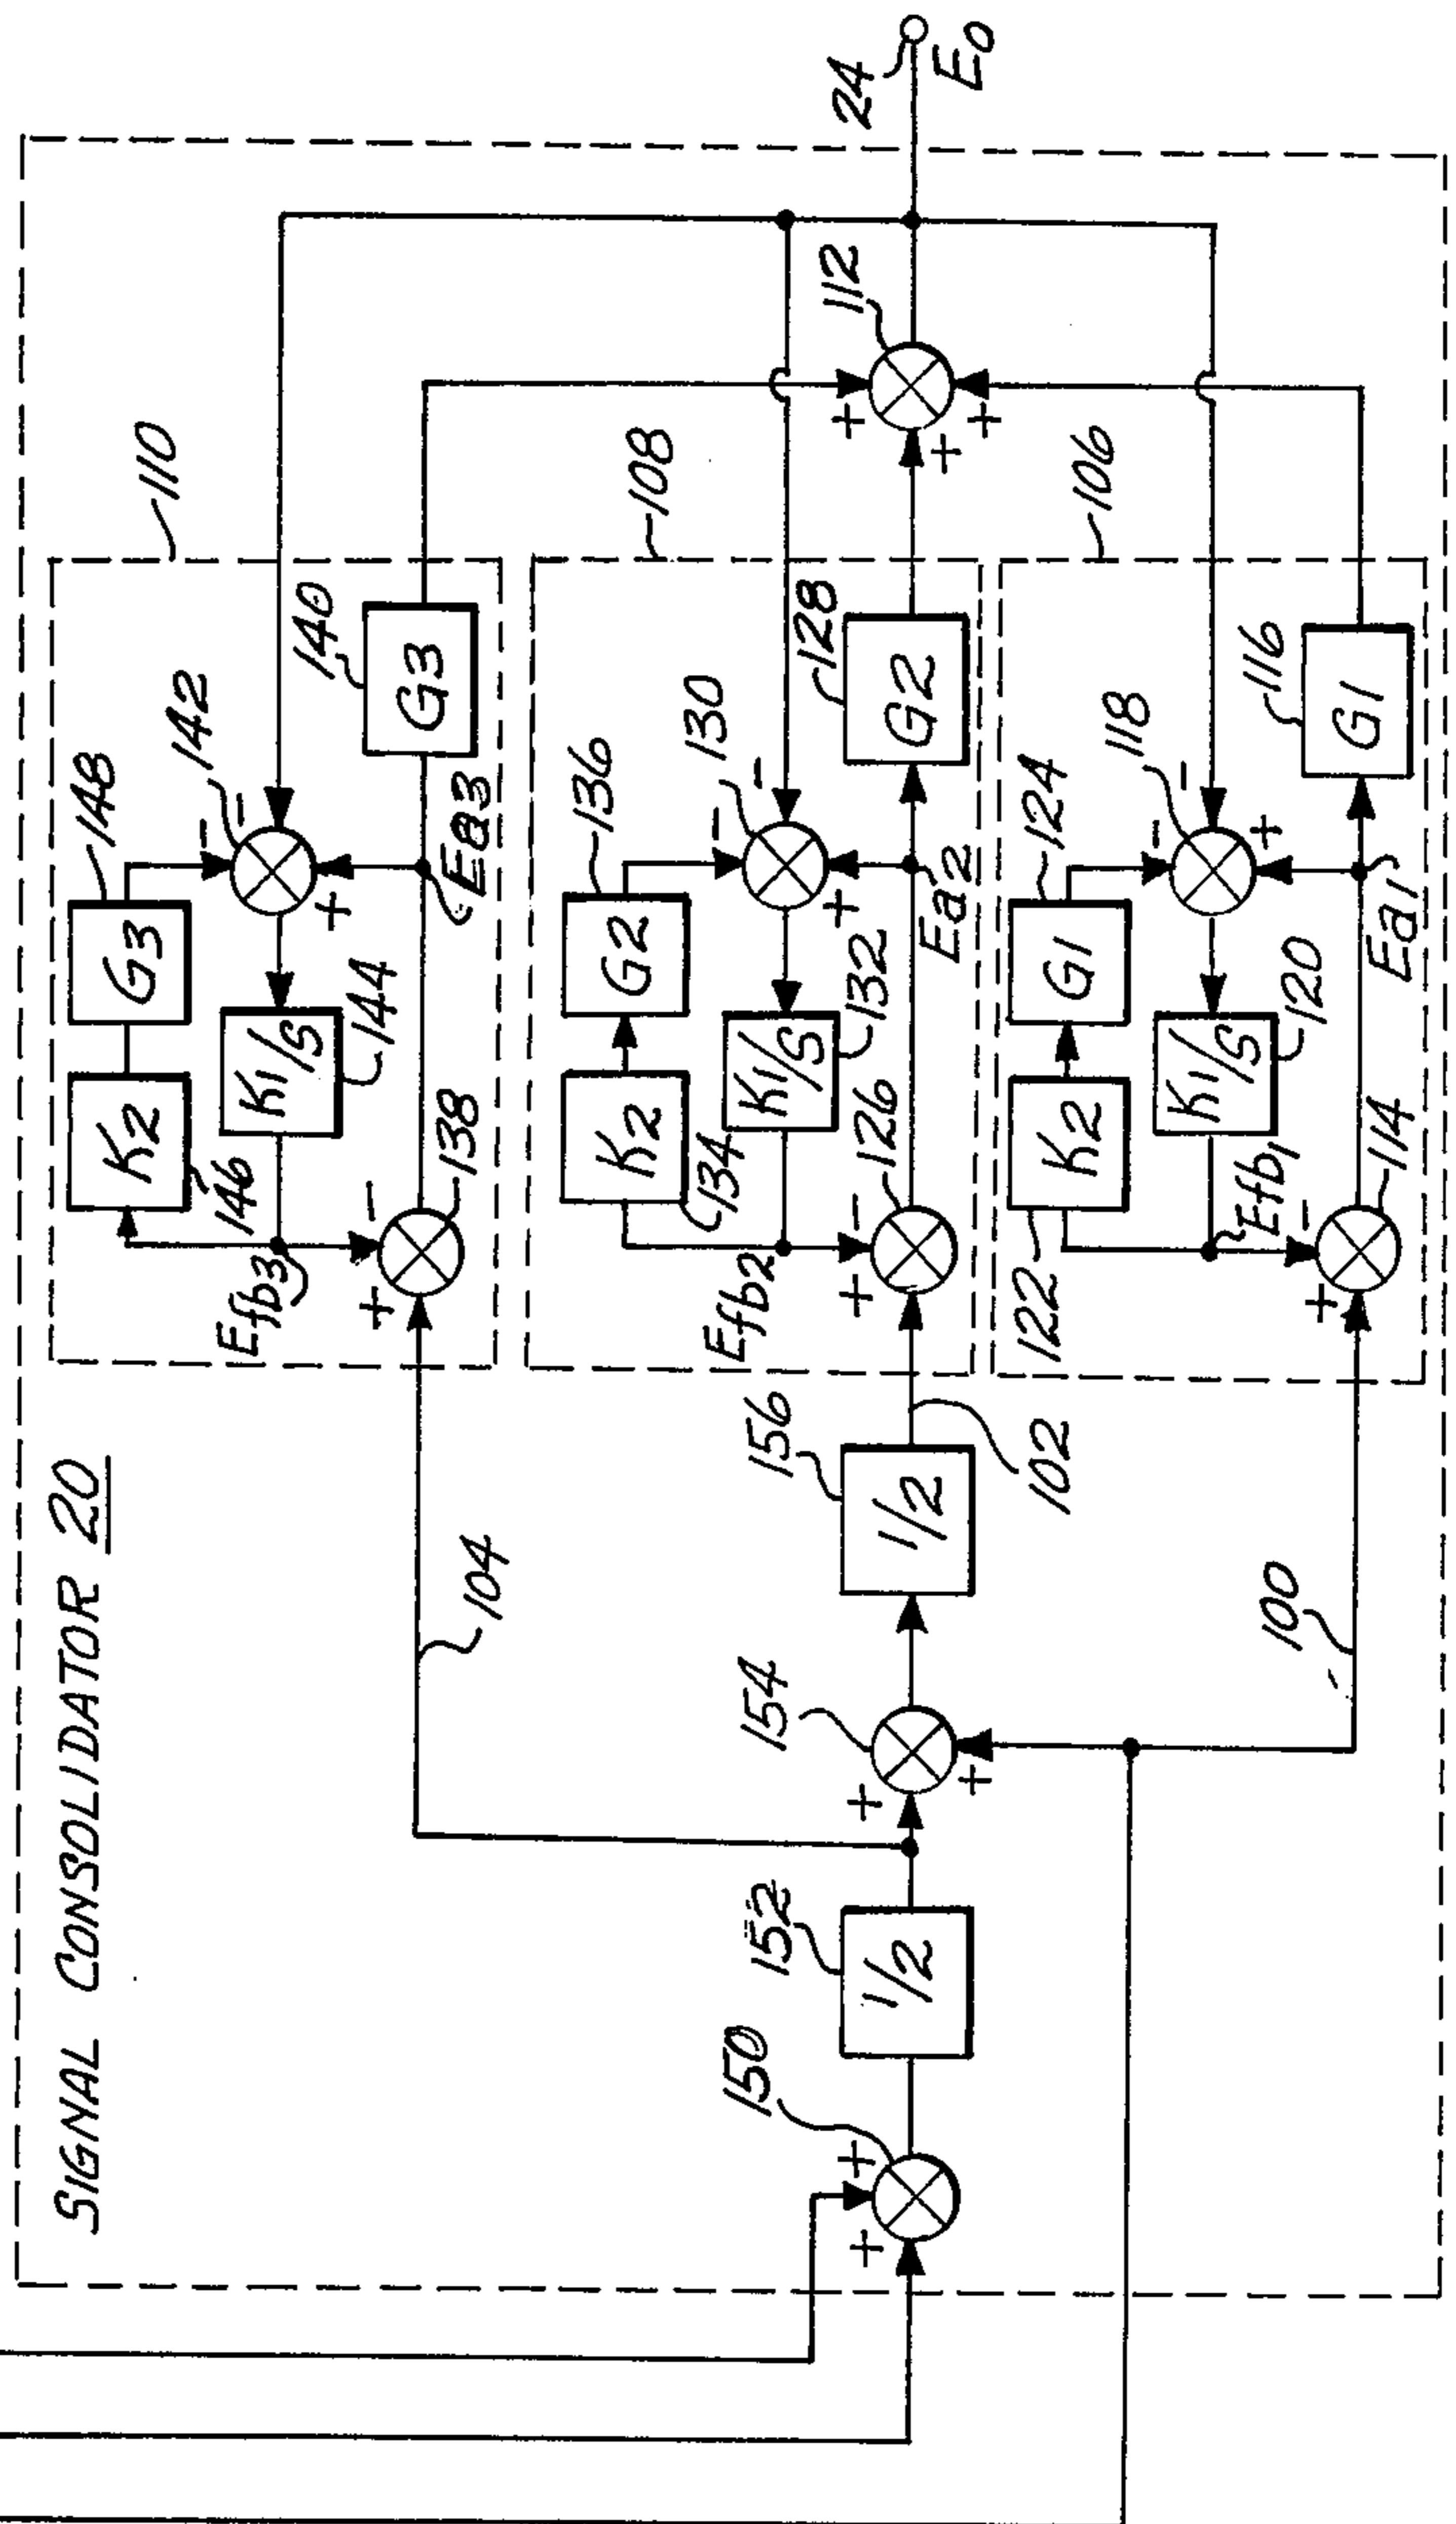 SIGNAL CONSOLIDATOR 20
110
K2
146
G3
148
-
142
-
+
K1/S
144
Efb3
+
-
138
Ea3
G3
140
108
K2
134
G2
136
-
130
-
+
K1/S
132
Efb2
+
-
126
Ea2
G2
128
106
K2
122
G1
124
-
118
-
+
K1/S
120
Efb1
+
-
114
Ea1
G1
116
104
150
+
+
1/2
152
154
+
+
1/2
156
102
100
112
+
+
+
24
Eo